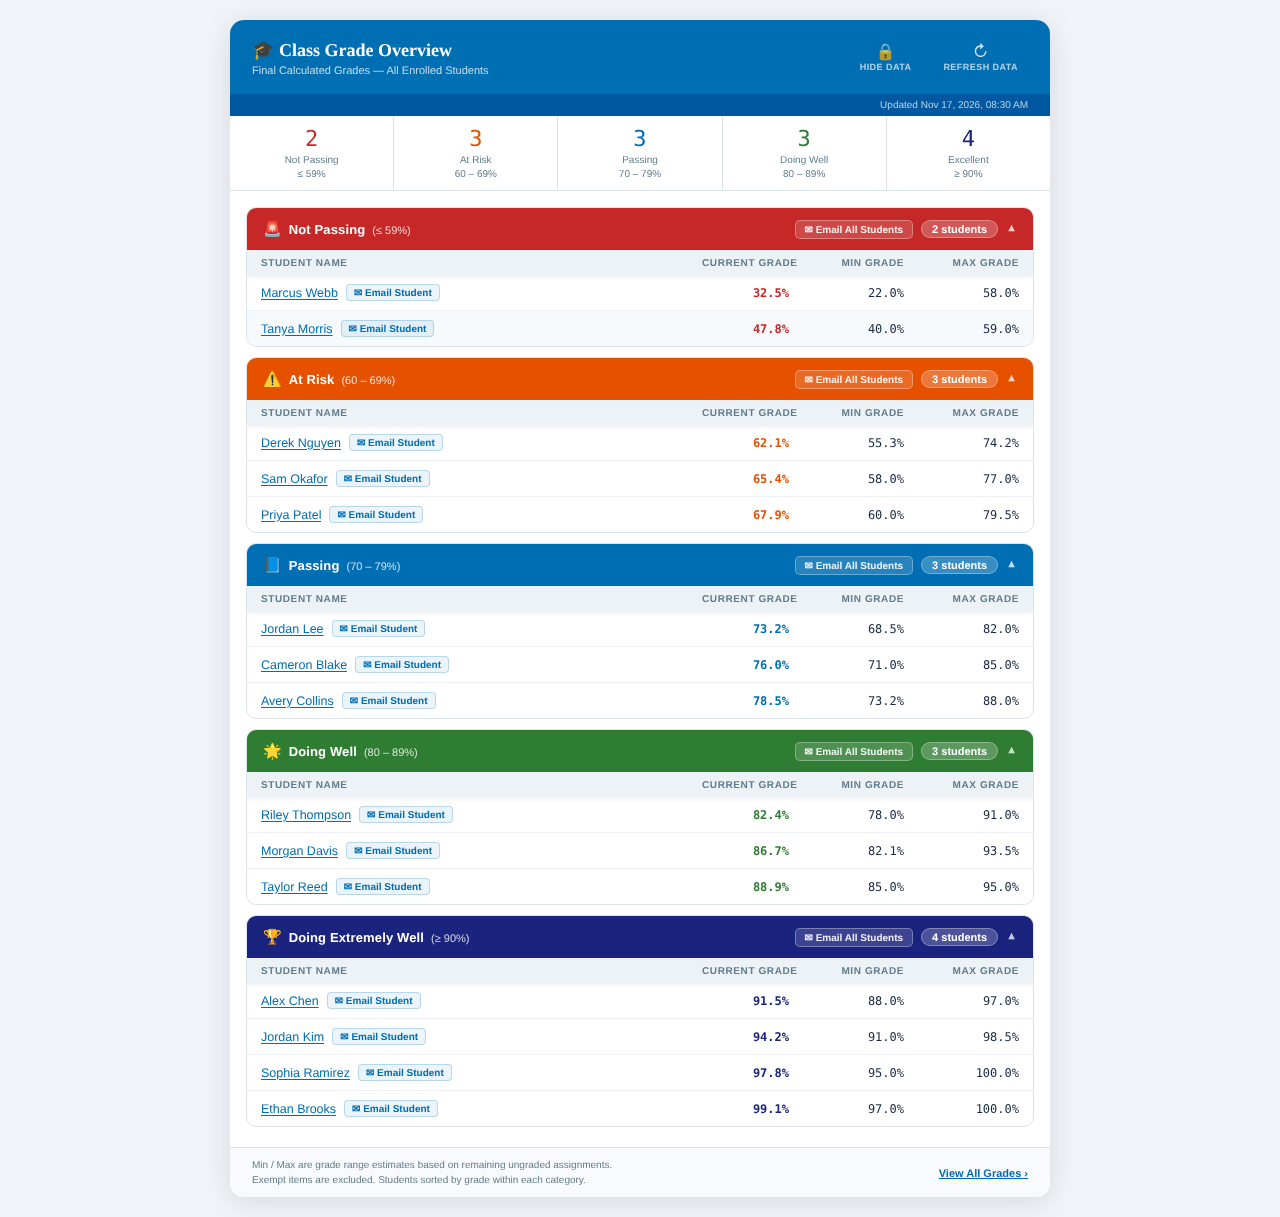 🎓 Class Grade Overview
Final Calculated Grades — All Enrolled Students
🔒 HIDE DATA
↻ REFRESH DATA
Updated Nov 17, 2026, 08:30 AM
2 3 3 3 4
Not Passing At Risk Passing Doing Well Excellent
≤ 59% 60 – 69% 70 – 79% 80 – 89% ≥ 90%
🚨 Not Passing (≤ 59%) ✉ Email All Students 2 students ▲
STUDENT NAME CURRENT GRADE MIN GRADE MAX GRADE
Marcus Webb ✉ Email Student 32.5% 22.0% 58.0%
Tanya Morris ✉ Email Student 47.8% 40.0% 59.0%
⚠️ At Risk (60 – 69%) ✉ Email All Students 3 students ▲
STUDENT NAME CURRENT GRADE MIN GRADE MAX GRADE
Derek Nguyen ✉ Email Student 62.1% 55.3% 74.2%
Sam Okafor ✉ Email Student 65.4% 58.0% 77.0%
Priya Patel ✉ Email Student 67.9% 60.0% 79.5%
📘 Passing (70 – 79%) ✉ Email All Students 3 students ▲
STUDENT NAME CURRENT GRADE MIN GRADE MAX GRADE
Jordan Lee ✉ Email Student 73.2% 68.5% 82.0%
Cameron Blake ✉ Email Student 76.0% 71.0% 85.0%
Avery Collins ✉ Email Student 78.5% 73.2% 88.0%
🌟 Doing Well (80 – 89%) ✉ Email All Students 3 students ▲
STUDENT NAME CURRENT GRADE MIN GRADE MAX GRADE
Riley Thompson ✉ Email Student 82.4% 78.0% 91.0%
Morgan Davis ✉ Email Student 86.7% 82.1% 93.5%
Taylor Reed ✉ Email Student 88.9% 85.0% 95.0%
🏆 Doing Extremely Well (≥ 90%) ✉ Email All Students 4 students ▲
STUDENT NAME CURRENT GRADE MIN GRADE MAX GRADE
Alex Chen ✉ Email Student 91.5% 88.0% 97.0%
Jordan Kim ✉ Email Student 94.2% 91.0% 98.5%
Sophia Ramirez ✉ Email Student 97.8% 95.0% 100.0%
Ethan Brooks ✉ Email Student 99.1% 97.0% 100.0%
Min / Max are grade range estimates based on remaining ungraded assignments.
Exempt items are excluded. Students sorted by grade within each category.
View All Grades ›